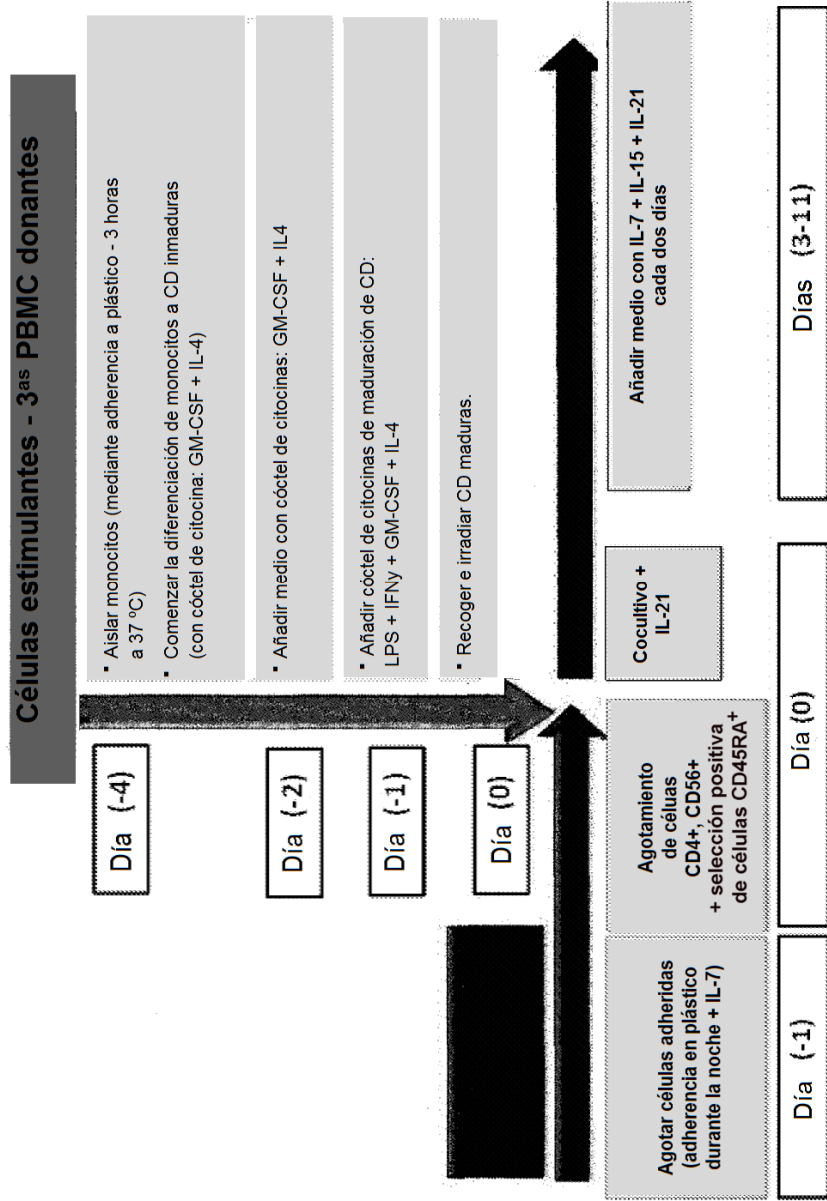 Células estimulantes - 3as PBMC donantes
Día (-4)
▪ Aislar monocitos (mediante adherencia a plástico - 3 horas
a 37 ºC)
▪ Comenzar la diferenciación de monocitos a CD inmaduras
(con cóctel de citocina: GM-CSF + IL-4)
Día (-2)
▪ Añadir medio con cóctel de citocinas: GM-CSF + IL4
Día (-1)
▪ Añadir cóctel de citocinas de maduración de CD:
LPS + IFNy + GM-CSF + IL-4
Día (0)
▪ Recoger e irradiar CD maduras.
Agotar células adheridas
(adherencia en plástico
durante la noche + IL-7)
Agotamiento
de céluas
CD4+, CD56+
+ selección positiva
de células CD45RA+
Cocultivo +
IL-21
Añadir medio con IL-7 + IL-15 + IL-21
cada dos días
Día (-1)
Día (0)
Días (3-11)